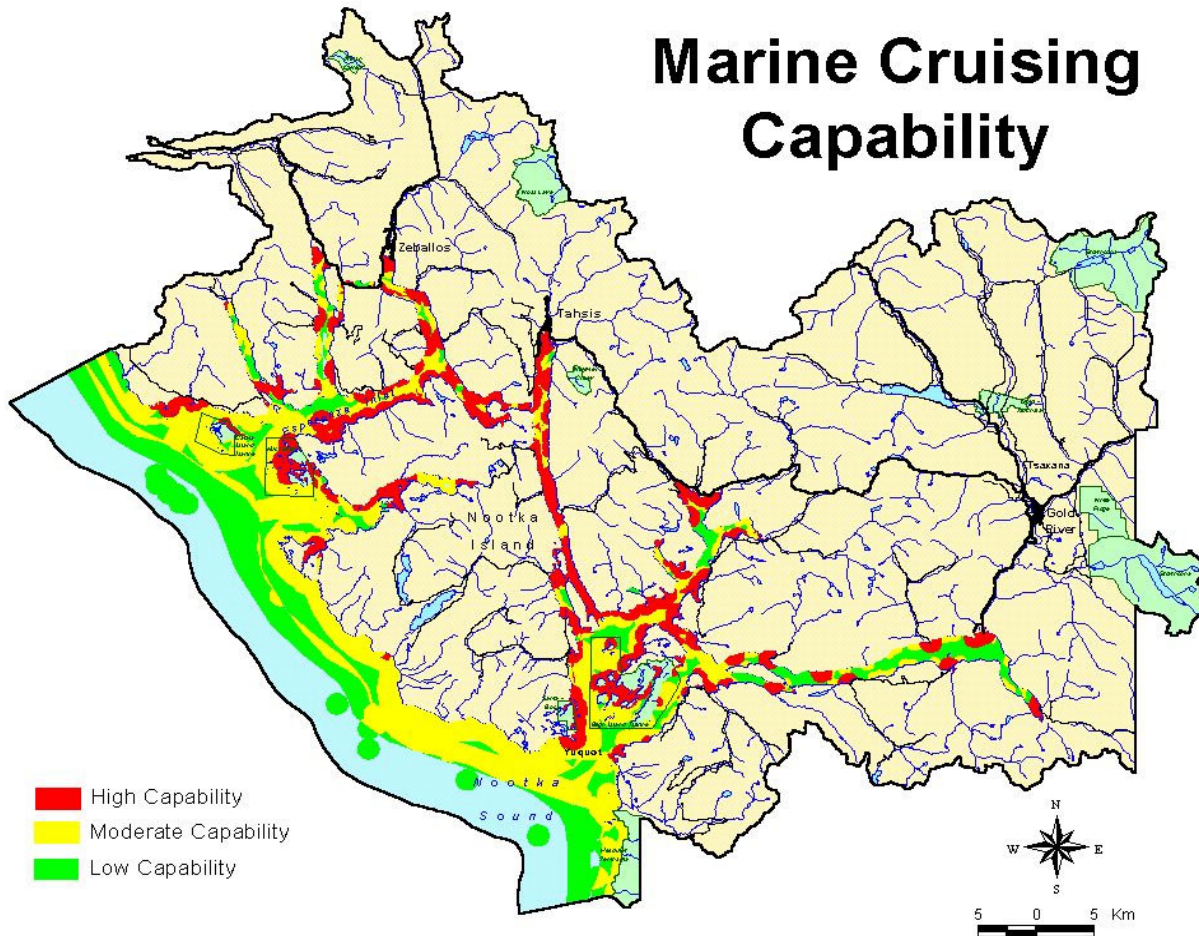 Marine Cruising
Capability
Zeballos
Tahsis
Tsaxana
Gold
River
Nootka
Island
Yuquot
Nootka
Sound
High Capability
Moderate Capability
Low Capability
N
W
E
S
5 0 5 Km